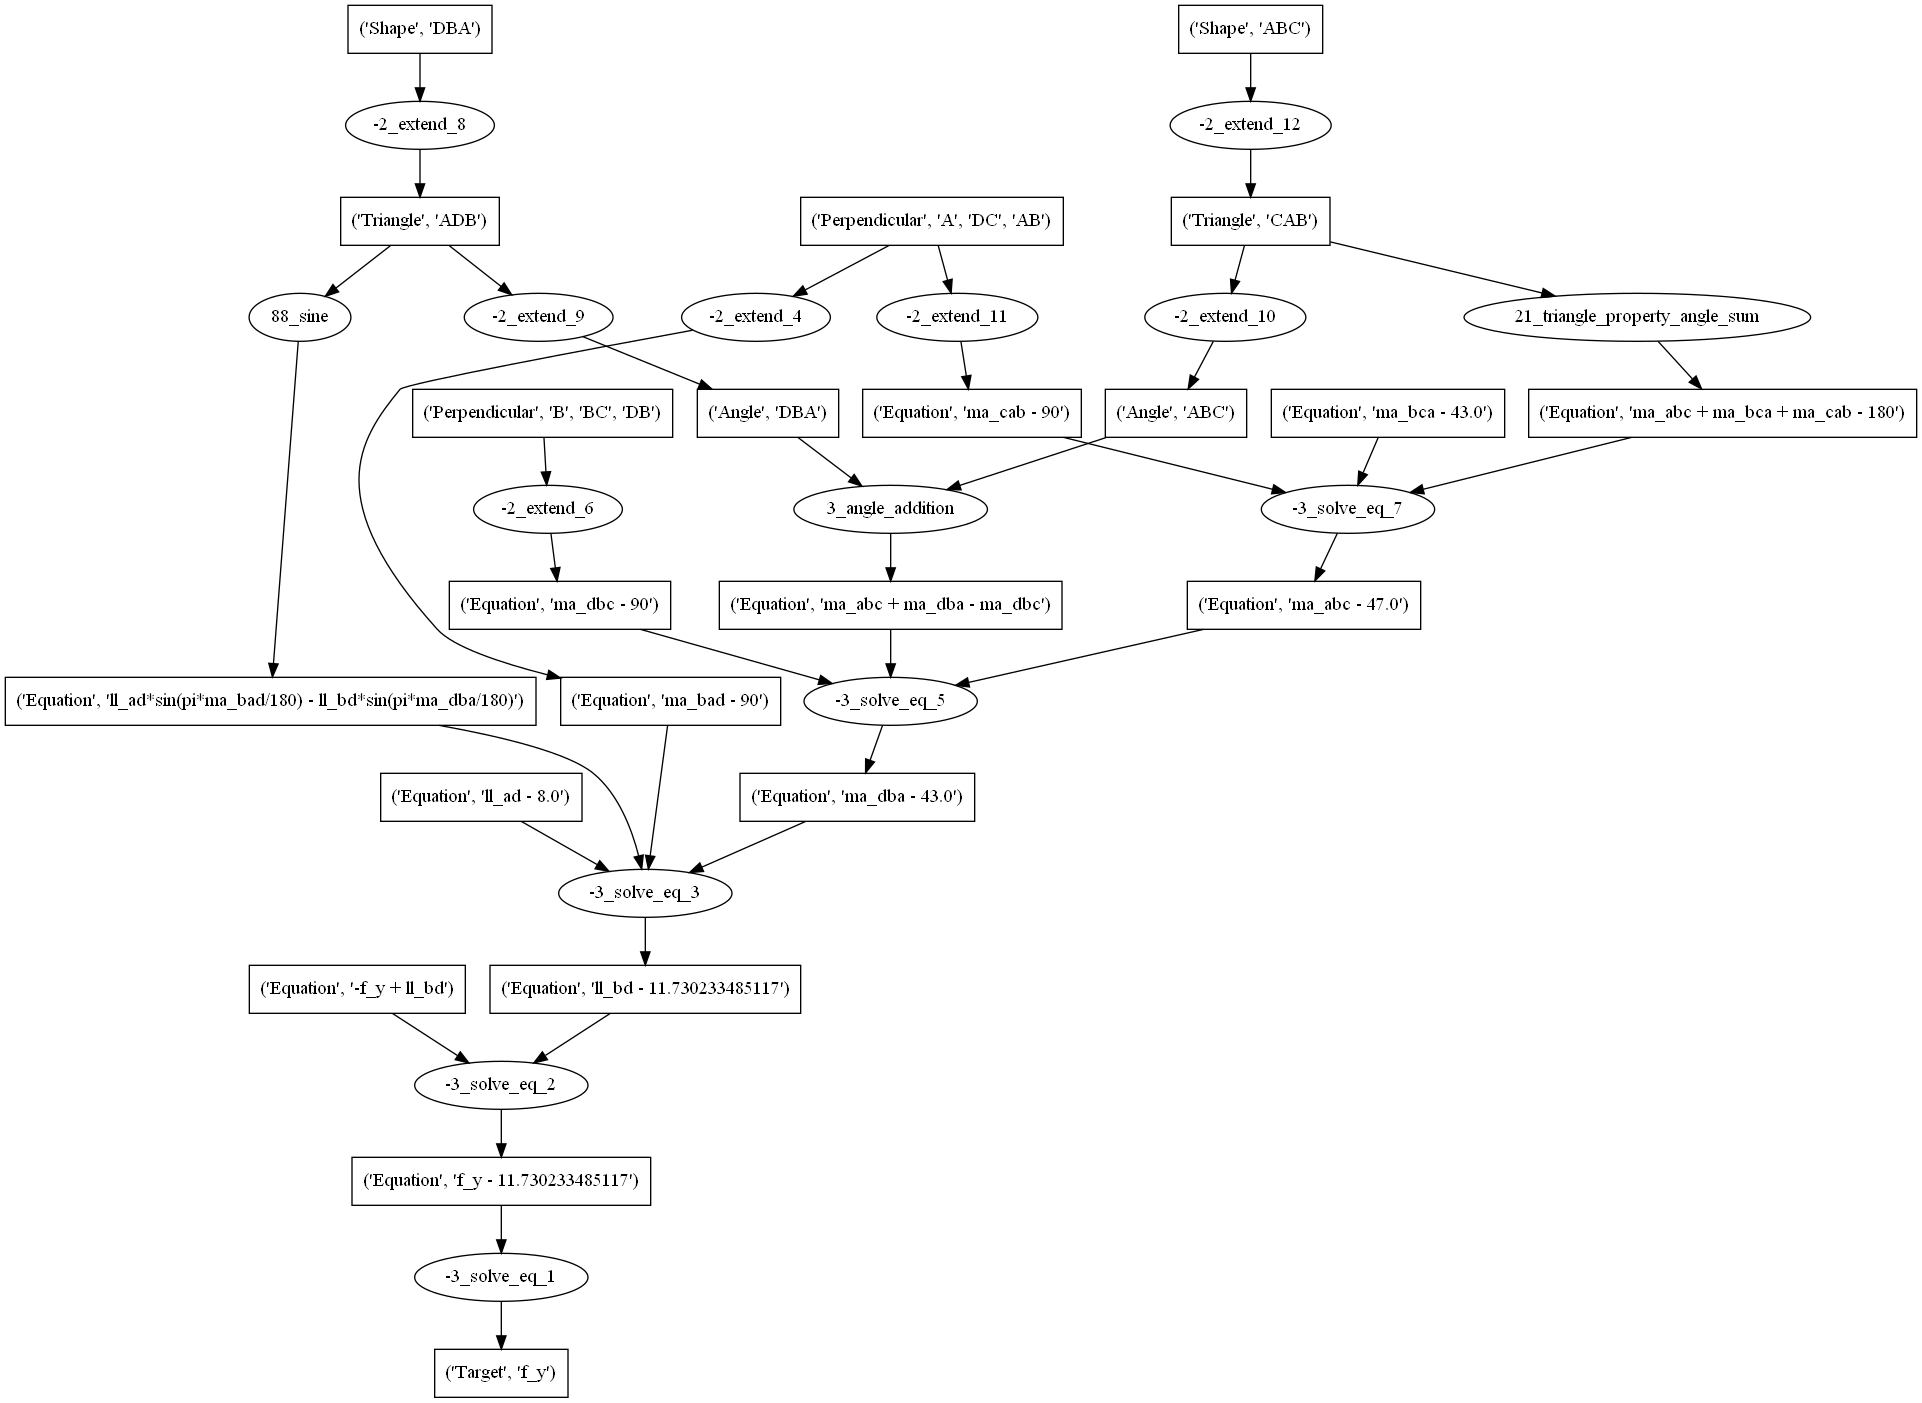 ('Shape', 'DBA')
('Shape', 'ABC')
-2_extend_8
-2_extend_12
('Triangle', 'ADB')
('Perpendicular', 'A', 'DC', 'AB')
('Triangle', 'CAB')
88_sine
-2_extend_9
-2_extend_4
-2_extend_11
-2_extend_10
21_triangle_property_angle_sum
('Perpendicular', 'B', 'BC', 'DB')
('Angle', 'DBA')
('Equation', 'ma_cab - 90')
('Angle', 'ABC')
('Equation', 'ma_bca - 43.0')
('Equation', 'ma_abc + ma_bca + ma_cab - 180')
-2_extend_6
3_angle_addition
-3_solve_eq_7
('Equation', 'ma_dbc - 90')
('Equation', 'ma_abc + ma_dba - ma_dbc')
('Equation', 'ma_abc - 47.0')
('Equation', 'll_ad*sin(pi*ma_bad/180) - ll_bd*sin(pi*ma_dba/180)')
('Equation', 'ma_bad - 90')
-3_solve_eq_5
('Equation', 'll_ad - 8.0')
('Equation', 'ma_dba - 43.0')
-3_solve_eq_3
('Equation', '-f_y + ll_bd')
('Equation', 'll_bd - 11.730233485117')
-3_solve_eq_2
('Equation', 'f_y - 11.730233485117')
-3_solve_eq_1
('Target', 'f_y')